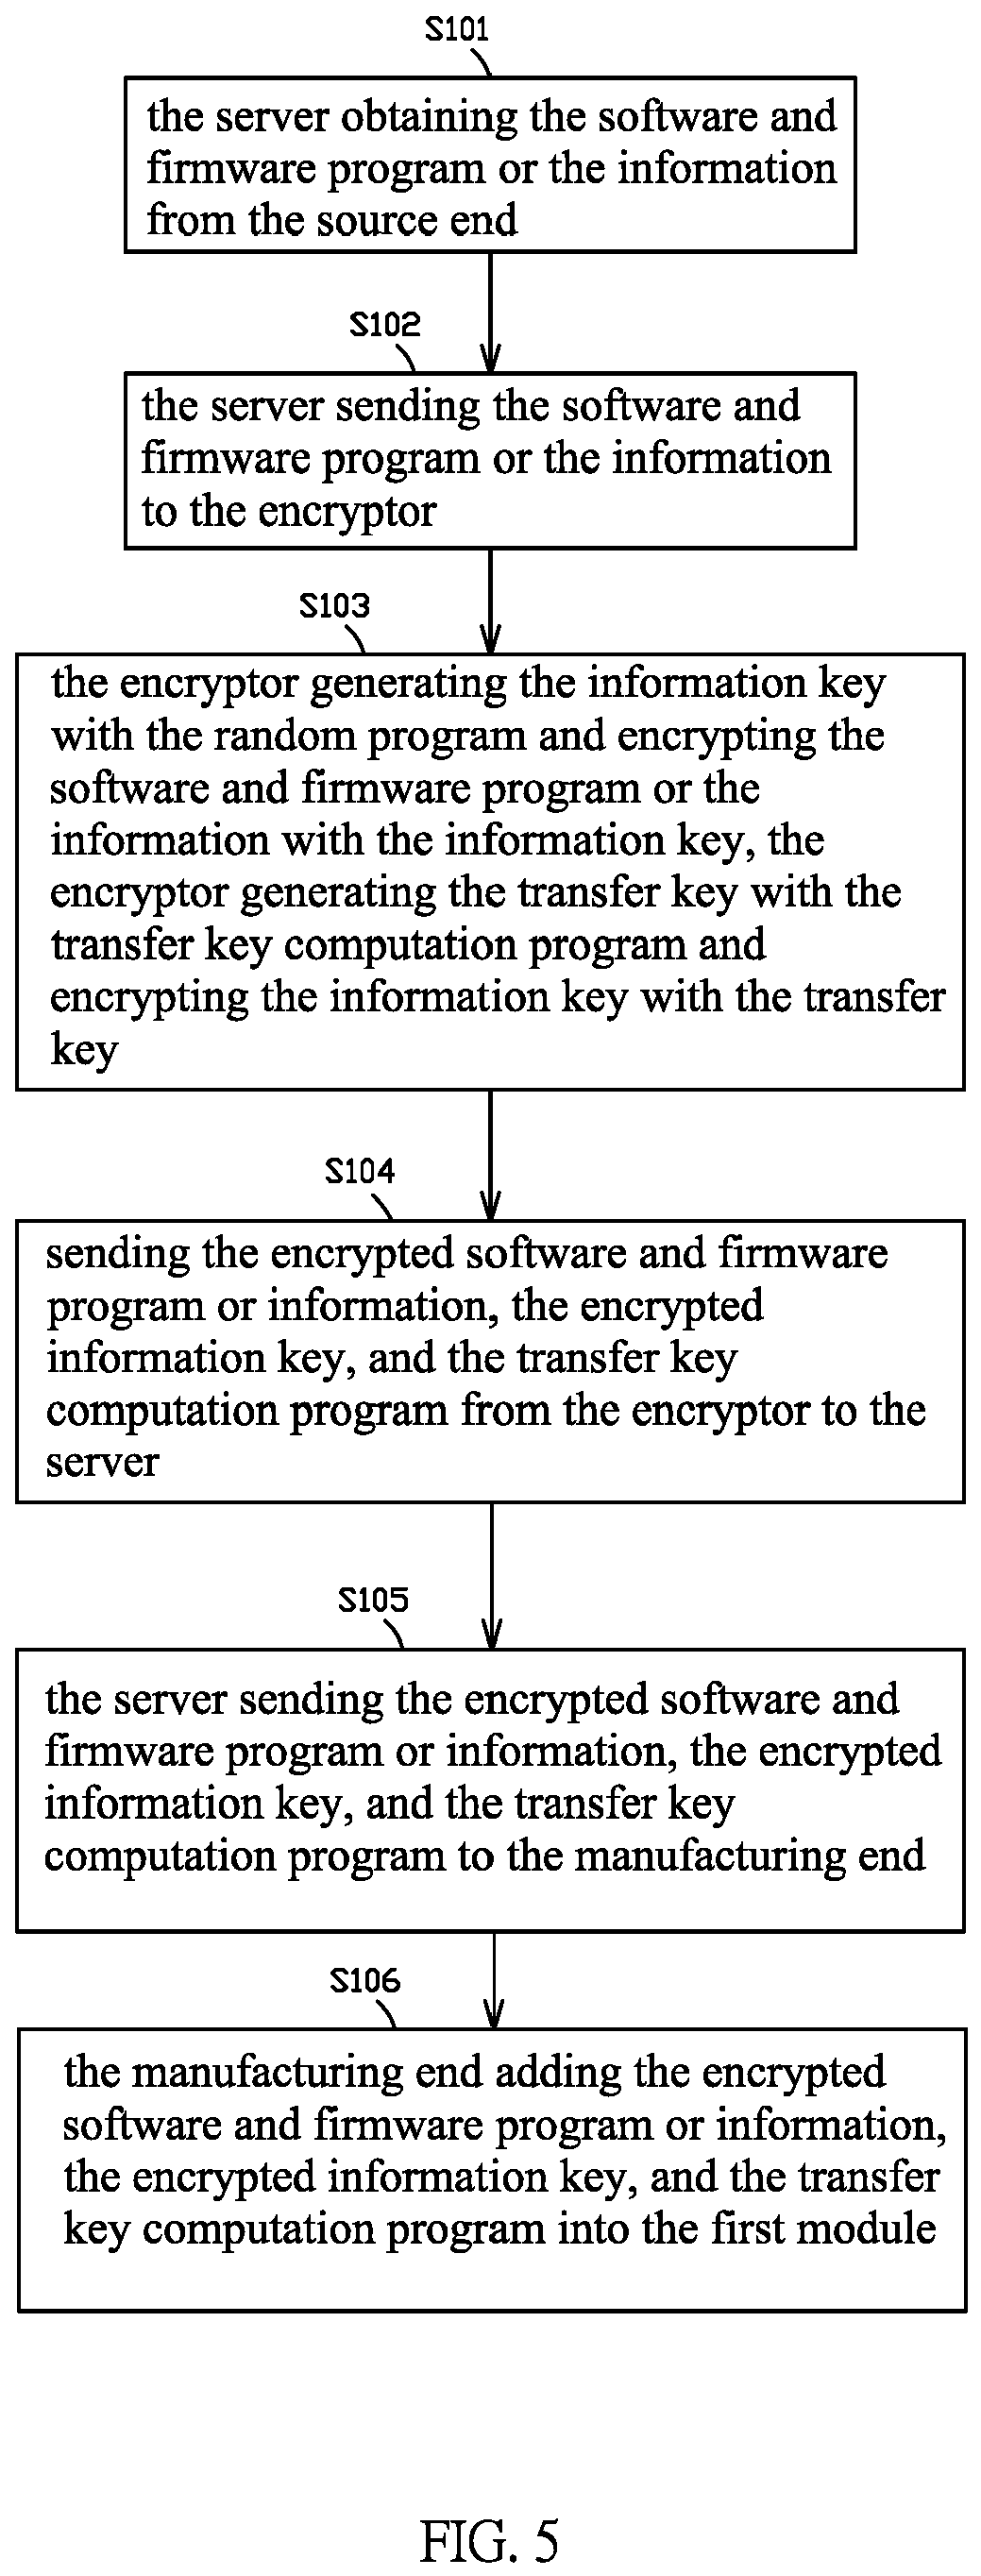 S101
the server obtaining the software and
firmware program or the information
from the source end
S102
the server sending the software and
firmware program or the information
to the encryptor
S103
the encryptor generating the information key
with the random program and encrypting the
software and firmware program or the
information with the information key, the
encryptor generating the transfer key with the
transfer key computation program and
encrypting the information key with the transfer
key
S104
sending the encrypted software and firmware
program or information, the encrypted
information key, and the transfer key
computation program from the encryptor to the
server
S105
the server sending the encrypted software and
firmware program or information, the encrypted
information key, and the transfer key
computation program to the manufacturing end
S106
the manufacturing end adding the encrypted
software and firmware program or information,
the encrypted information key, and the transfer
key computation program into the first module
FIG. 5